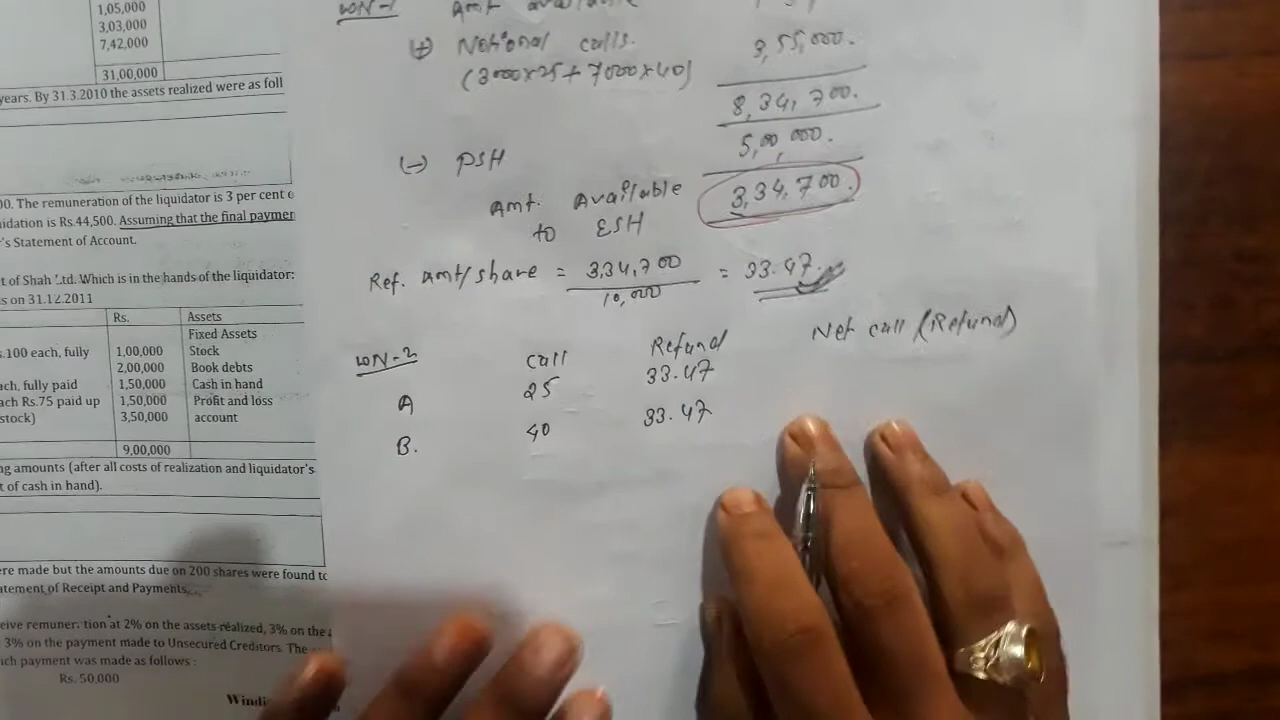 1,05,000
3,03,000
7,42,000
31,00,000
years. By 31.3.2010 the assets realized were as foll
00. The remuneration of the liquidator is 3 per cent o
idation is Rs.44,500. Assuming that the final paymen
's Statement of Account.
t of Shah Ltd. Which is in the hands of the liquidator:
s on 31.12.2011
Rs. Assets
Fixed Assets
s.100 each, fully 1,00,000 Stock
2,00,000 Book debts
ach, fully paid 1,50,000 Cash in hand
ach Rs.75 paid up 1,50,000 Profit and loss
stock) 3,50,000 account
9,00,000
ng amounts (after all costs of realization and liquidator's
t of cash in hand).
ere made but the amounts due on 200 shares were found to
atement of Receipt and Payments.
eive remuneration at 2% on the assets realized, 3% on the
3% on the payment made to Unsecured Creditors. The
ich payment was made as follows :
Rs. 50,000
WN-1 Amt available
(+) Notional calls. 3,55,000.
(3000x25+7000x40)
8,34,700.
(-) PSH 5,00,000.
Amt. Available 3,34,700.
to ESH
Ref. Amt/share = 3,34,700 = 33.47
10,000
WN-2 Call Refund Net call (Refund)
A 25 33.47
B. 40 33.47